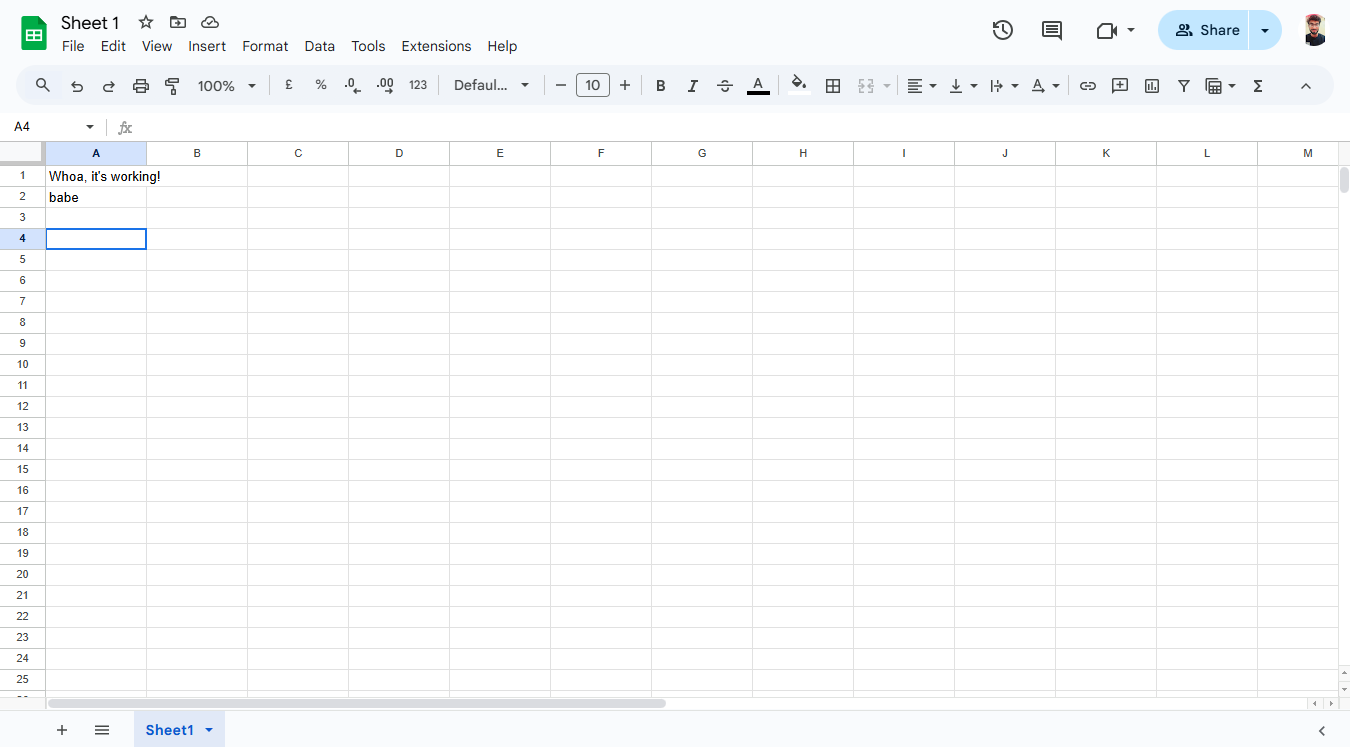 Sheet 1
File Edit View Insert Format Data Tools Extensions Help
Share
100% £ % .0 .00 123 Defaul... 10 B I A A Σ
A4 fx
A B C D E F G H I J K L M
1 Whoa, it's working!
2 babe
3
4
5
6
7
8
9
10
11
12
13
14
15
16
17
18
19
20
21
22
23
24
25
Sheet1